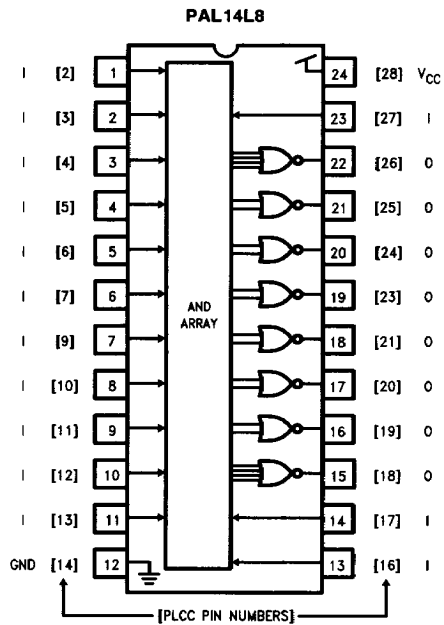 PAL14L8
I [2] 1 24 [28] VCC
I [3] 2 23 [27] I
I [4] 3 22 [26] O
I [5] 4 21 [25] O
I [6] 5 20 [24] O
I [7] 6 19 [23] O
AND
ARRAY
I [9] 7 18 [21] O
I [10] 8 17 [20] O
I [11] 9 16 [19] O
I [12] 10 15 [18] O
I [13] 11 14 [17] I
GND [14] 12 13 [16] I
[PLCC PIN NUMBERS]